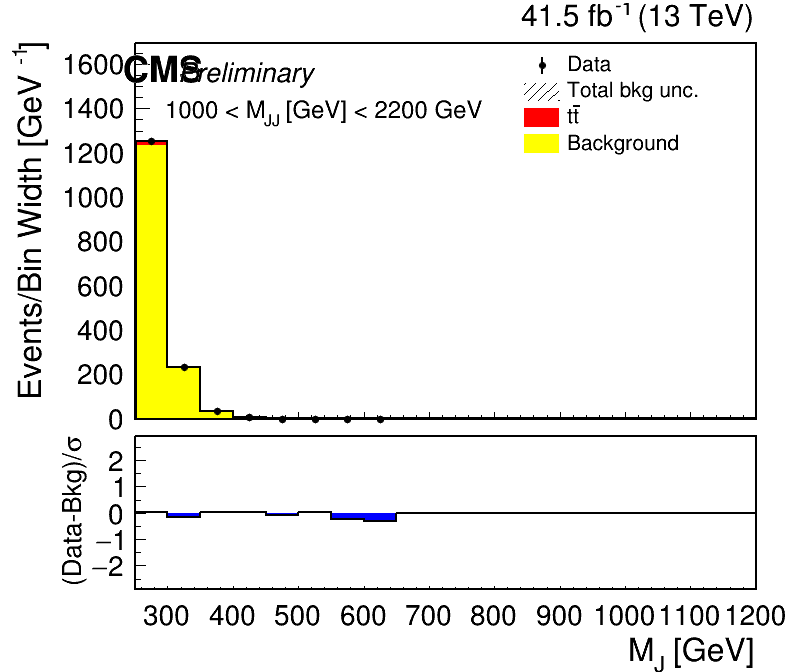 41.5 fb⁻¹ (13 TeV)
CMS Preliminary
1000 < M_JJ [GeV] < 2200 GeV
Data
Total bkg unc.
tt̄
Background
Events/Bin Width [GeV⁻¹]
1600
1400
1200
1000
800
600
400
200
0
(Data-Bkg)/σ
2
1
0
−1
−2
300 400 500 600 700 800 900 1000 1100 1200
M_J [GeV]